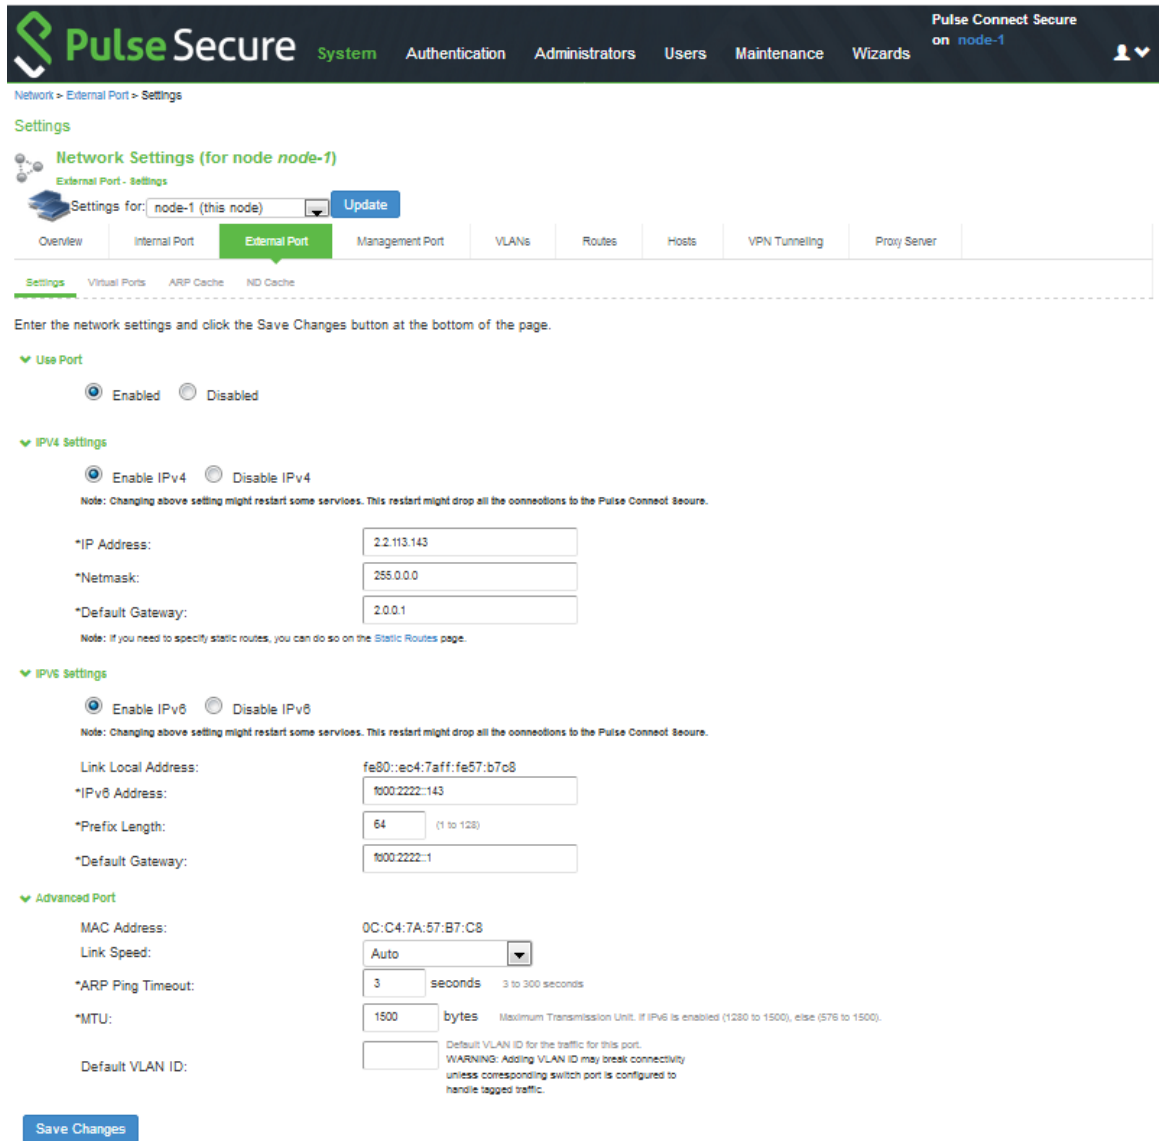 Pulse Secure
System Authentication Administrators Users Maintenance Wizards
Pulse Connect Secure
on node-1
Network > External Port > Settings
Settings
Network Settings (for node node-1)
External Port - Settings
Settings for: node-1 (this node) Update
Overview Internal Port External Port Management Port VLANs Routes Hosts VPN Tunneling Proxy Server
Settings Virtual Ports ARP Cache ND Cache
Enter the network settings and click the Save Changes button at the bottom of the page.
Use Port
Enabled Disabled
IPV4 Settings
Enable IPv4 Disable IPv4
Note: Changing above setting might restart some services. This restart might drop all the connections to the Pulse Connect Secure.
*IP Address: 2.2.113.143
*Netmask: 255.0.0.0
*Default Gateway: 2.0.0.1
Note: If you need to specify static routes, you can do so on the Static Routes page.
IPV6 Settings
Enable IPv6 Disable IPv6
Note: Changing above setting might restart some services. This restart might drop all the connections to the Pulse Connect Secure.
Link Local Address: fe80::ec4:7aff:fe57:b7c8
*IPv6 Address: fd00:2222::143
*Prefix Length: 64 (1 to 128)
*Default Gateway: fd00:2222::1
Advanced Port
MAC Address: 0C:C4:7A:57:B7:C8
Link Speed: Auto
*ARP Ping Timeout: 3 seconds 3 to 300 seconds
*MTU: 1500 bytes Maximum Transmission Unit. If IPv6 is enabled (1280 to 1500), else (576 to 1500).
Default VLAN ID:
Default VLAN ID for the traffic for this port.
WARNING: Adding VLAN ID may break connectivity
unless corresponding switch port is configured to
handle tagged traffic.
Save Changes